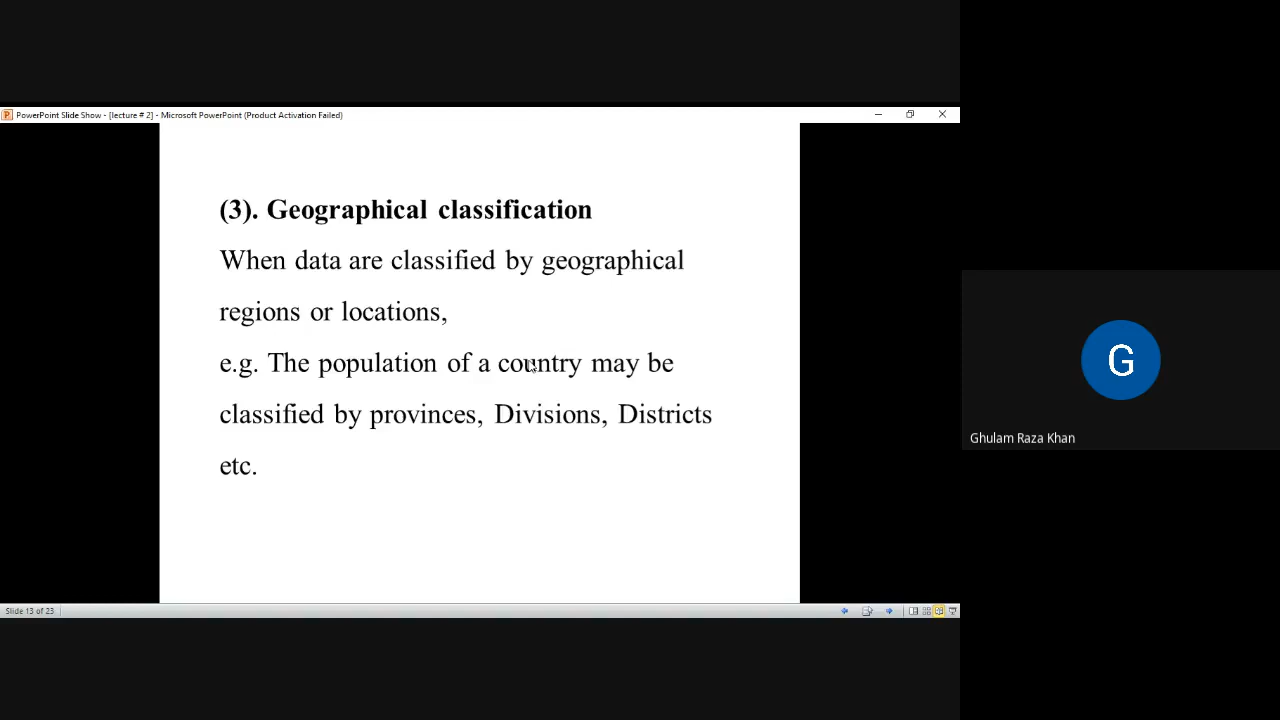 PowerPoint Slide Show - [lecture # 2] - Microsoft PowerPoint (Product Activation Failed)
(3). Geographical classification
When data are classified by geographical
regions or locations,
e.g. The population of a country may be
classified by provinces, Divisions, Districts
etc.
G
Ghulam Raza Khan
Slide 13 of 23